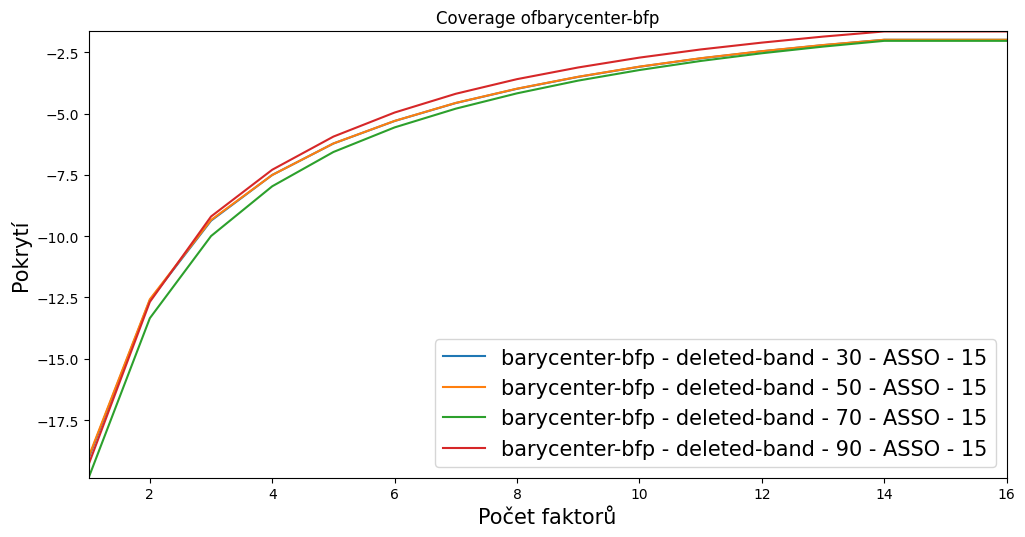 Coverage ofbarycenter-bfp
Pokrytí
−2.5
−5.0
−7.5
−10.0
−12.5
−15.0
−17.5
barycenter-bfp - deleted-band - 30 - ASSO - 15
barycenter-bfp - deleted-band - 50 - ASSO - 15
barycenter-bfp - deleted-band - 70 - ASSO - 15
barycenter-bfp - deleted-band - 90 - ASSO - 15
2 4 6 8 10 12 14 16
Počet faktorů